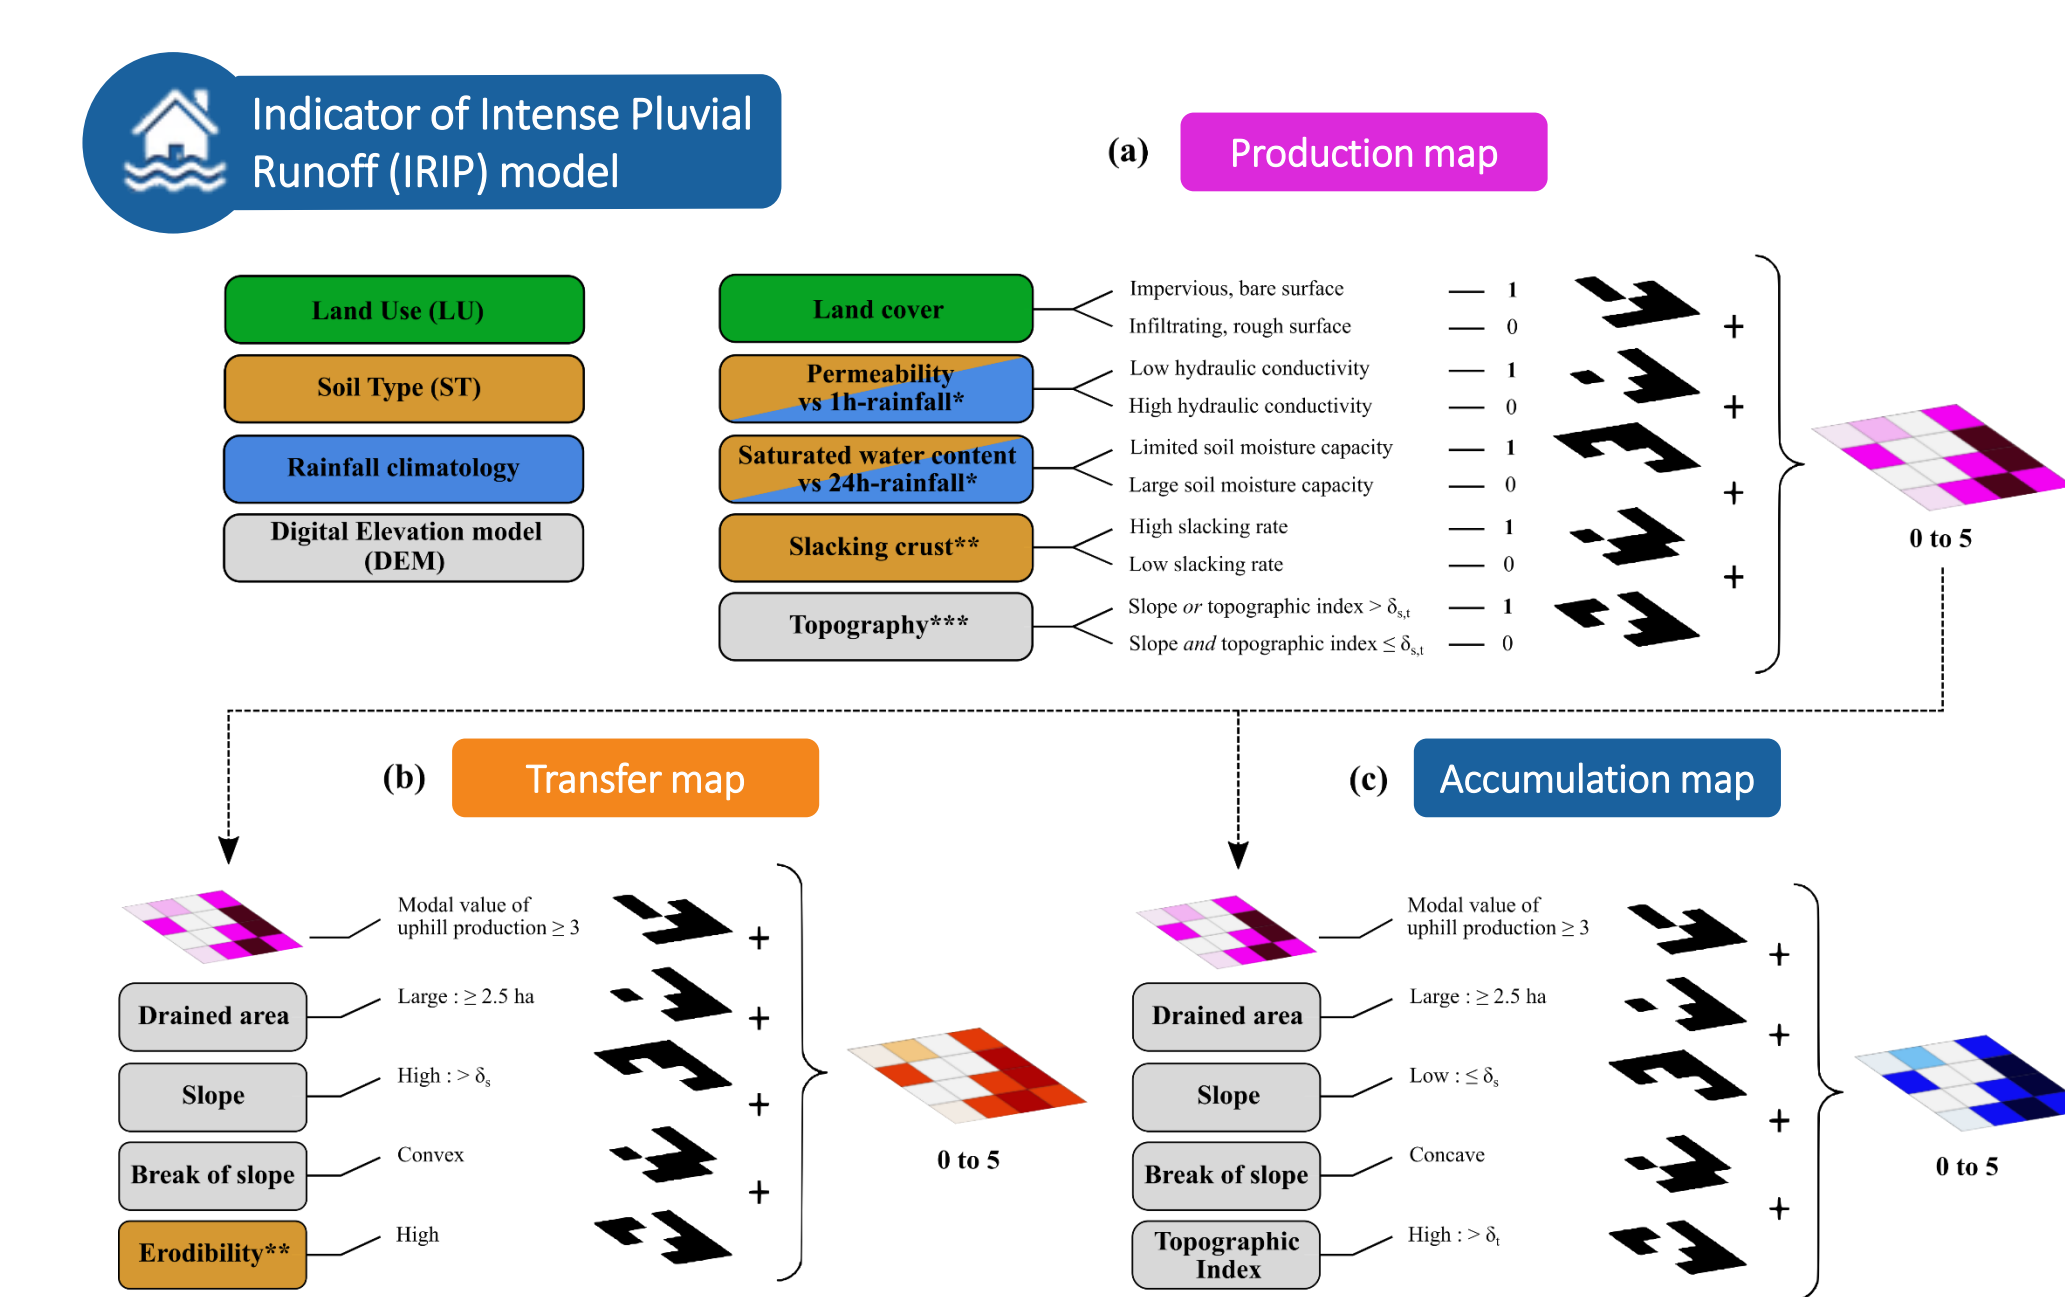 Indicator of Intense Pluvial
Runoff (IRIP) model
(a)
Production map
Land Use (LU)
Soil Type (ST)
Rainfall climatology
Digital Elevation model
(DEM)
Land cover
Impervious, bare surface — 1
Infiltrating, rough surface — 0
+
Permeability
vs 1h-rainfall*
Low hydraulic conductivity — 1
High hydraulic conductivity — 0
+
Saturated water content
vs 24h-rainfall*
Limited soil moisture capacity — 1
Large soil moisture capacity — 0
+
Slacking crust**
High slacking rate — 1
Low slacking rate — 0
+
Topography***
Slope or topographic index > δs,t — 1
Slope and topographic index ≤ δs,t — 0
0 to 5
(b)
Transfer map
Modal value of
uphill production ≥ 3
+
Drained area
Large : ≥ 2.5 ha
+
Slope
High : > δs
+
Break of slope
Convex
+
Erodibility**
High
0 to 5
(c)
Accumulation map
Modal value of
uphill production ≥ 3
+
Drained area
Large : ≥ 2.5 ha
+
Slope
Low : ≤ δs
+
Break of slope
Concave
+
Topographic
Index
High : > δt
0 to 5